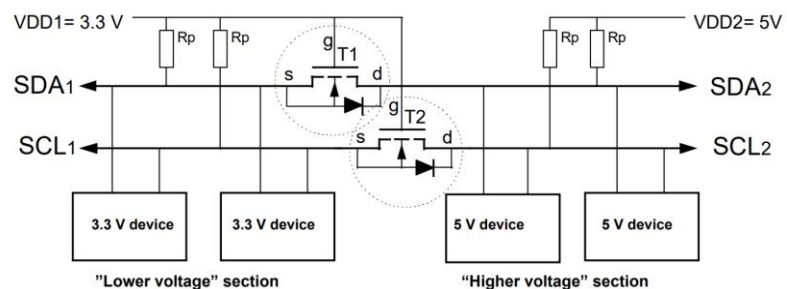 VDD1= 3.3 V
VDD2= 5V
Rp
Rp
Rp
Rp
g
T1
s
d
SDA1
SDA2
g
T2
s
d
SCL1
SCL2
3.3 V device
3.3 V device
5 V device
5 V device
”Lower voltage” section
”Higher voltage” section